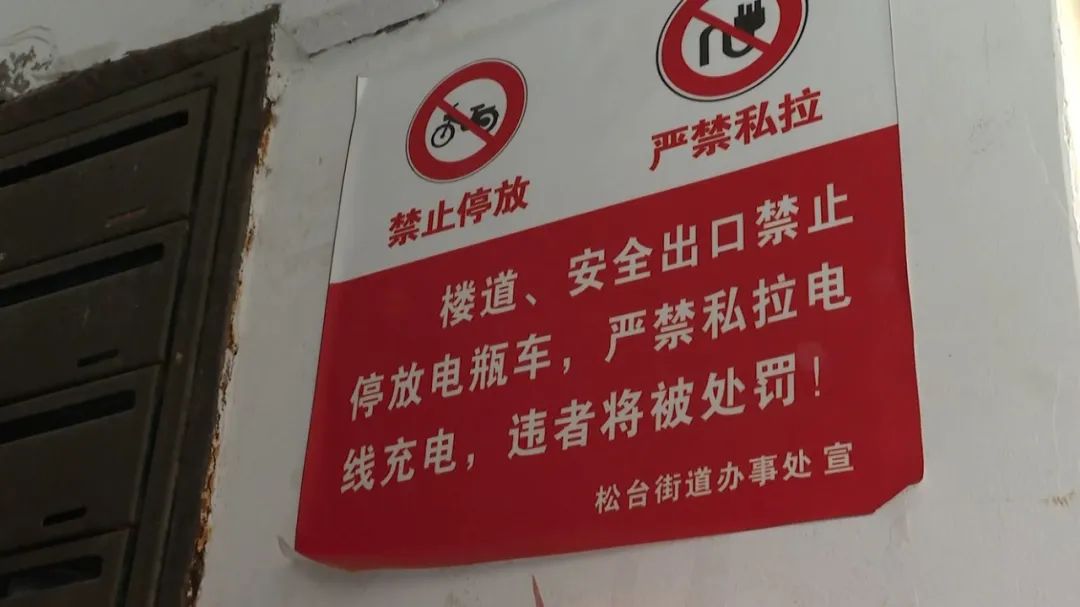 禁止停放
严禁私拉
楼道、安全出口禁止
停放电瓶车，严禁私拉电
线充电，违者将被处罚！
松台街道办事处 宣